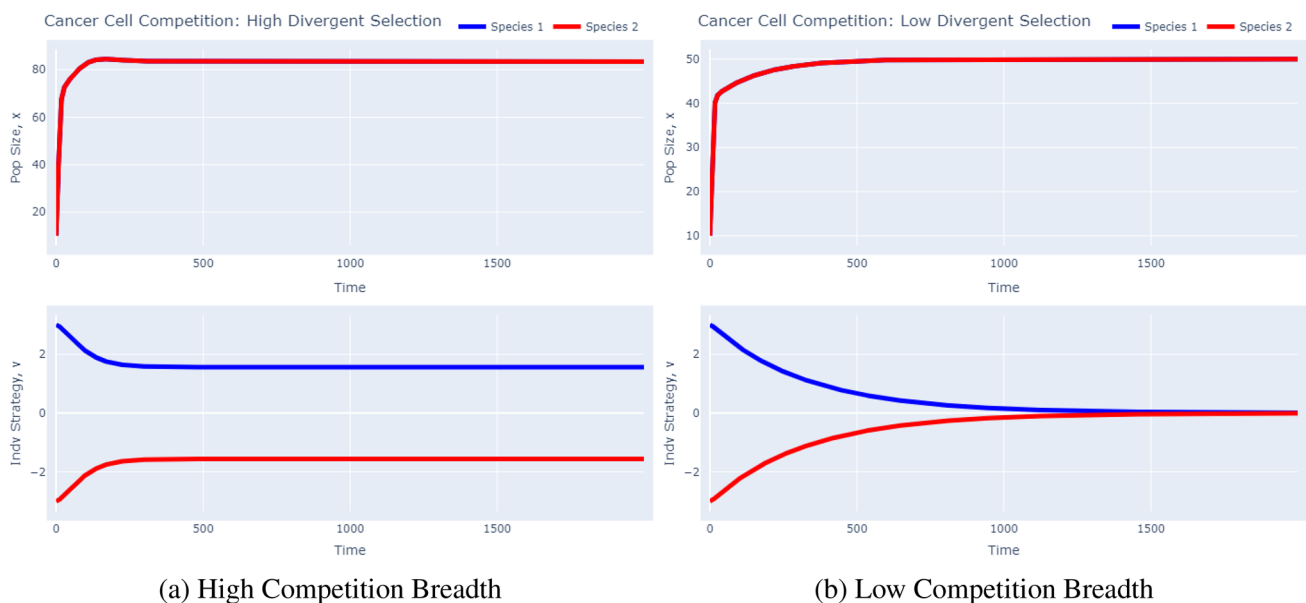 Cancer Cell Competition: High Divergent Selection
Species 1 Species 2
80
60
40
20
Pop Size, x
0 500 1000 1500
Time
2
0
−2
Indv Strategy, v
0 500 1000 1500
Time
(a) High Competition Breadth
Cancer Cell Competition: Low Divergent Selection
Species 1 Species 2
50
40
30
20
10
Pop Size, x
0 500 1000 1500
Time
2
0
−2
Indv Strategy, v
0 500 1000 1500
Time
(b) Low Competition Breadth